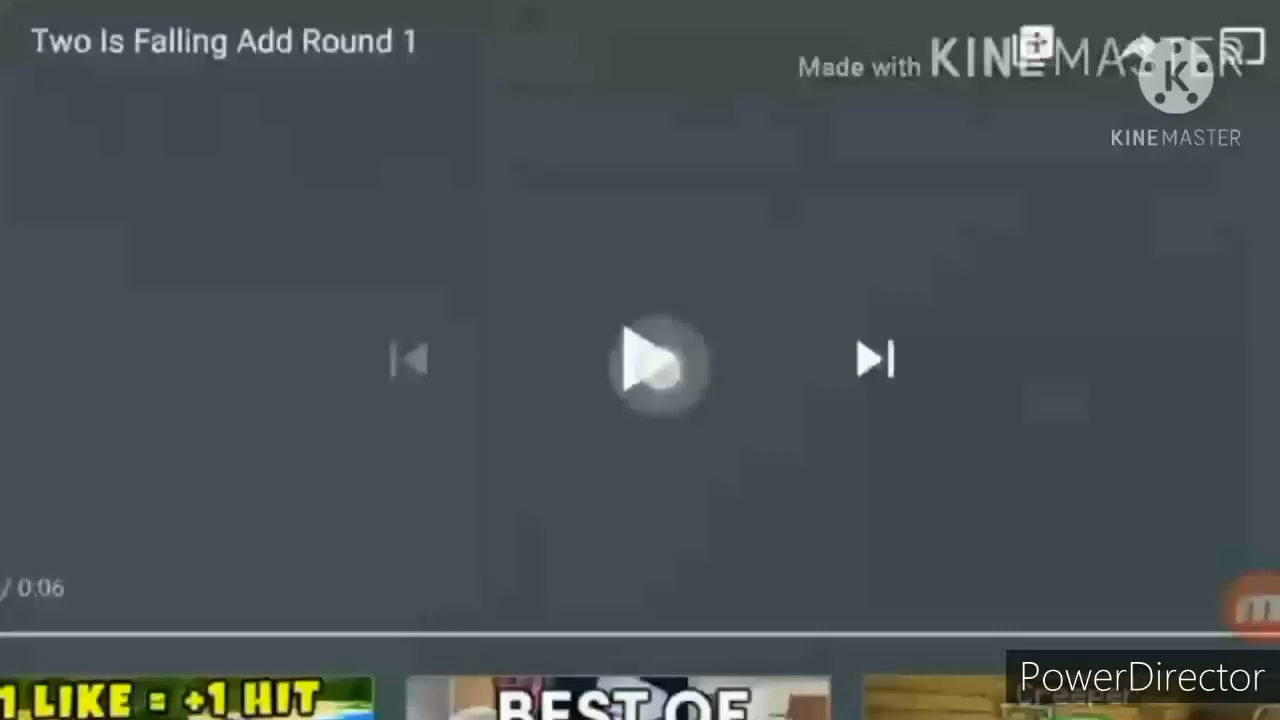 Two Is Falling Add Round 1
Made with KINEMASTER
KINEMASTER
/ 0:06
1 LIKE = +1 HIT
BEST OF
PowerDirector